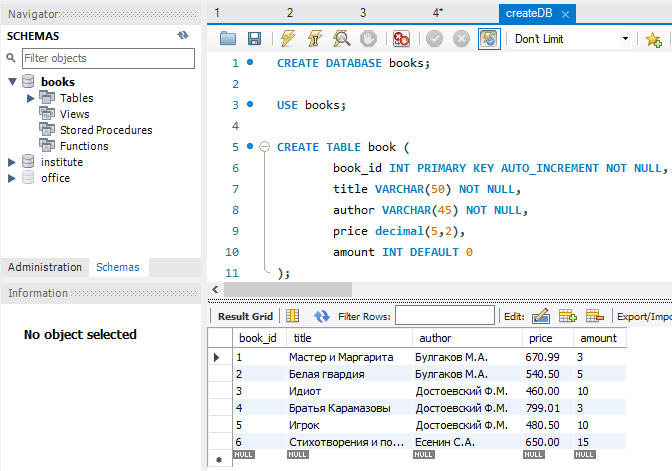 Navigator
SCHEMAS
Filter objects
books
Tables
Views
Stored Procedures
Functions
institute
office
Administration Schemas
Information
No object selected
1 2 3 4* createDB
Don't Limit
1 CREATE DATABASE books;
2
3 USE books;
4
5 CREATE TABLE book (
6 book_id INT PRIMARY KEY AUTO_INCREMENT NOT NULL,
7 title VARCHAR(50) NOT NULL,
8 author VARCHAR(45) NOT NULL,
9 price decimal(5,2),
10 amount INT DEFAULT 0
11 );
Result Grid Filter Rows: Edit: Export/Impo
book_id title author price amount
1 Мастер и Маргарита Булгаков М.А. 670.99 3
2 Белая гвардия Булгаков М.А. 540.50 5
3 Идиот Достоевский Ф.М. 460.00 10
4 Братья Карамазовы Достоевский Ф.М. 799.01 3
5 Игрок Достоевский Ф.М. 480.50 10
6 Стихотворения и по... Есенин С.А. 650.00 15
NULL NULL NULL NULL NULL